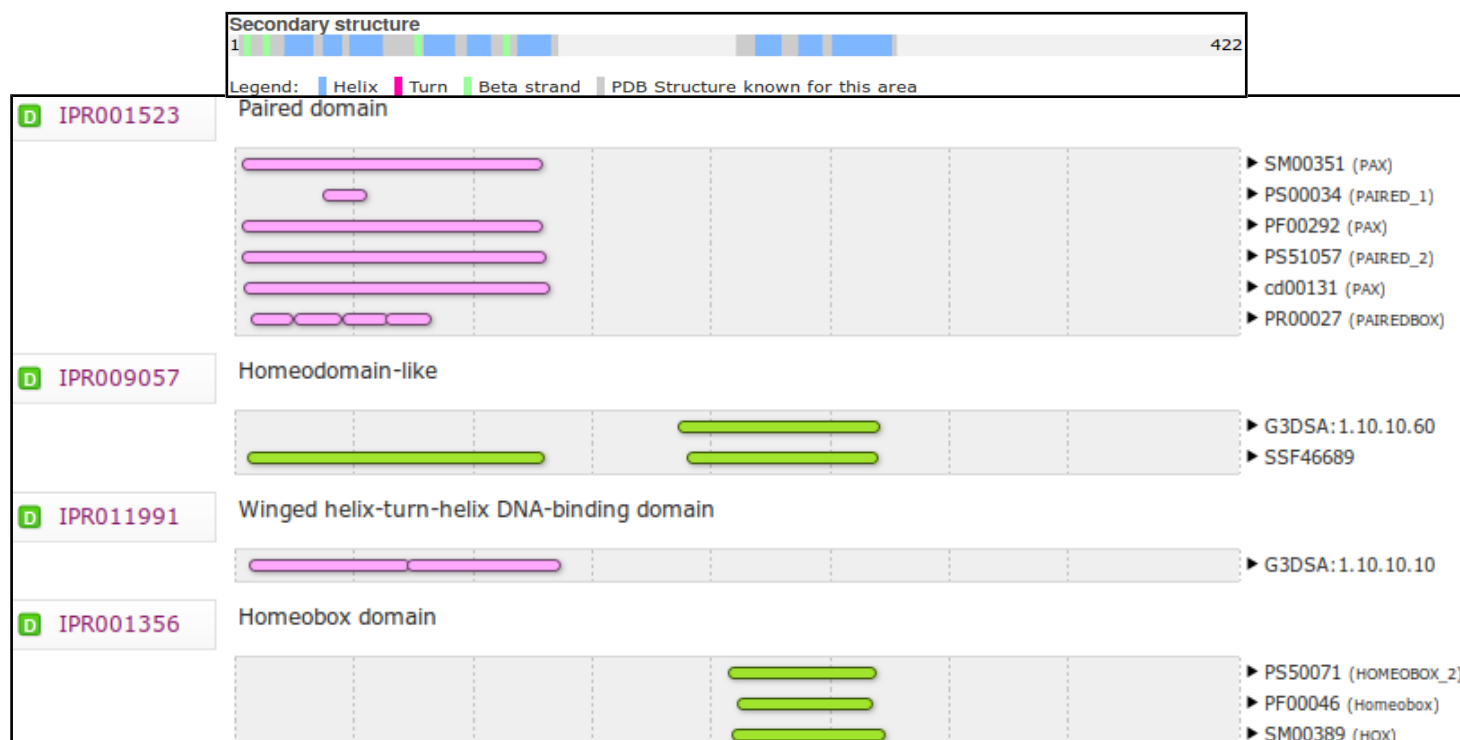 Secondary structure
1 422
Legend: Helix Turn Beta strand PDB Structure known for this area
D IPR001523 Paired domain
SM00351 (PAX)
PS00034 (PAIRED_1)
PF00292 (PAX)
PS51057 (PAIRED_2)
cd00131 (PAX)
PR00027 (PAIREDBOX)
D IPR009057 Homeodomain-like
G3DSA:1.10.10.60
SSF46689
D IPR011991 Winged helix-turn-helix DNA-binding domain
G3DSA:1.10.10.10
D IPR001356 Homeobox domain
PS50071 (HOMEOBOX_2)
PF00046 (Homeobox)
SM00389 (HOX)